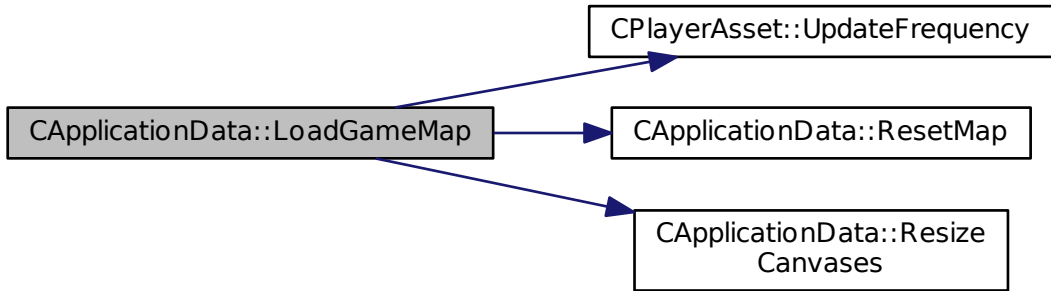 CPlayerAsset::UpdateFrequency
CApplicationData::LoadGameMap
CApplicationData::ResetMap
CApplicationData::Resize
Canvases